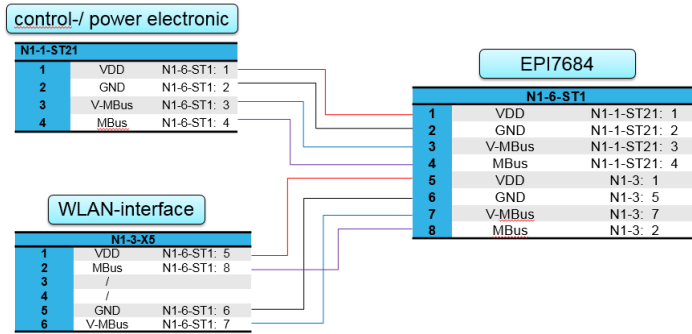 control-/ power electronic
N1-1-ST21
1 VDD N1-6-ST1: 1
2 GND N1-6-ST1: 2
3 V-MBus N1-6-ST1: 3
4 MBus N1-6-ST1: 4
EPI7684
N1-6-ST1
1 VDD N1-1-ST21: 1
2 GND N1-1-ST21: 2
3 V-MBus N1-1-ST21: 3
4 MBus N1-1-ST21: 4
5 VDD N1-3: 1
6 GND N1-3: 5
7 V-MBus N1-3: 7
8 MBus N1-3: 2
WLAN-interface
N1-3-X5
1 VDD N1-6-ST1: 5
2 MBus N1-6-ST1: 8
3 /
4 /
5 GND N1-6-ST1: 6
6 V-MBus N1-6-ST1: 7